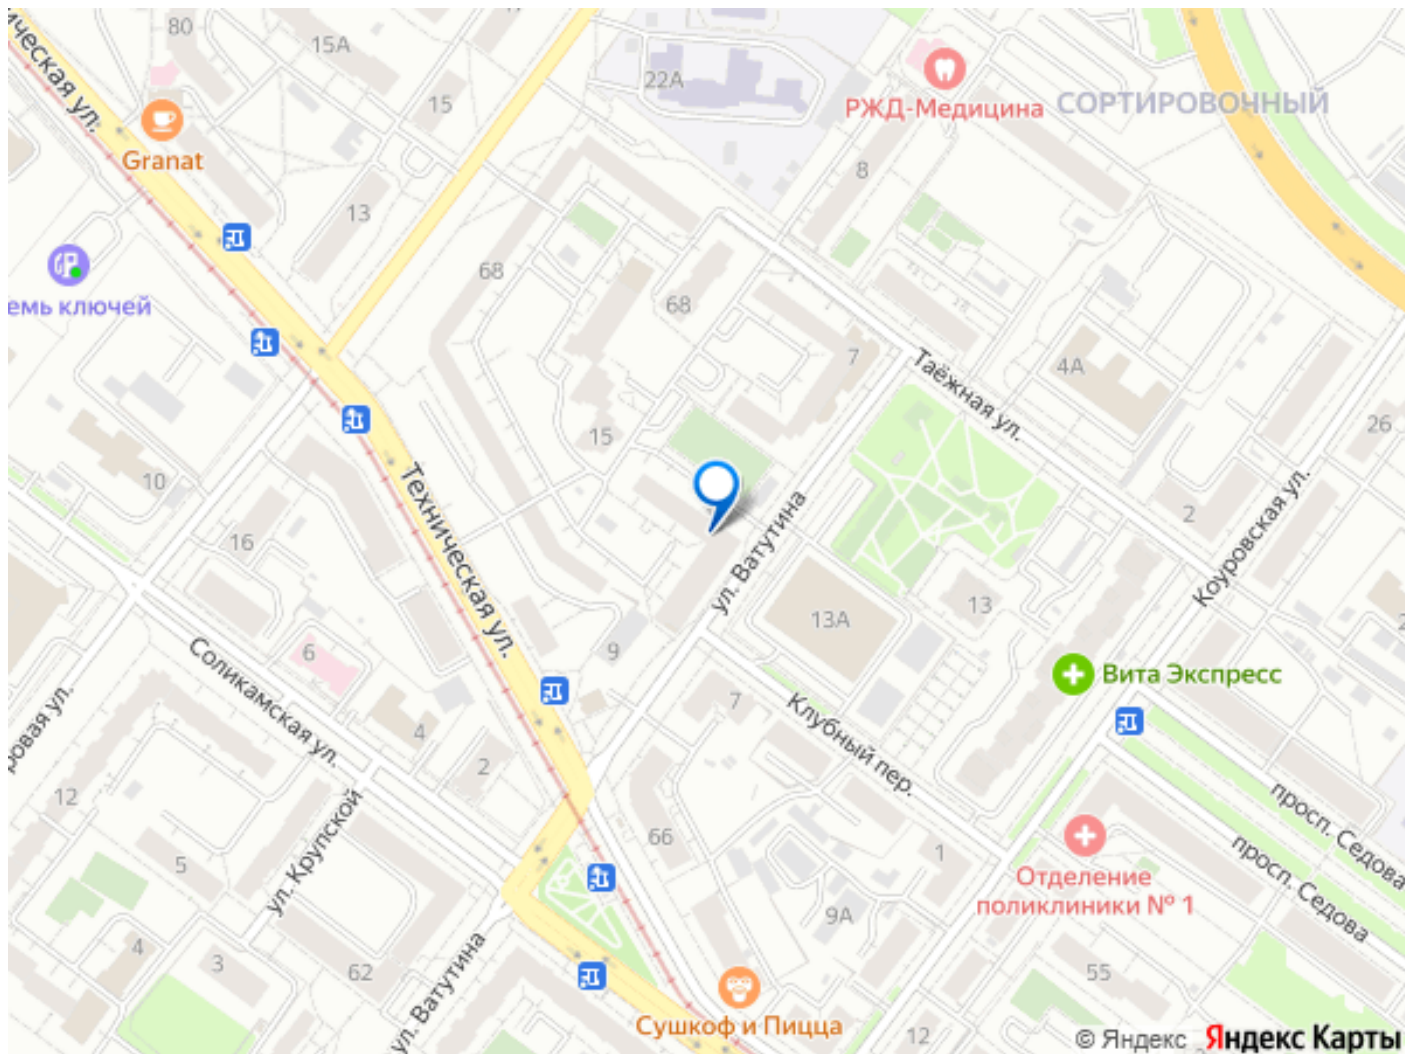 80
15А
15
22А
РЖД-Медицина
СОРТИРОВОЧНЫЙ
ическая ул.
Granat
8
13
68
емь ключей
68
7
Таёжная ул.
4А
26
15
10
Техническая ул.
ул. Ватутина
2
Коуровская ул.
16
13А
13
6
9
Соликамская ул.
Вита Экспресс
7
Клубный пер.
4
2
ровая ул.
12
просп. Седова
66
5
ул. Крупской
1
просп. Седова
Отделение
поликлиники № 1
9А
4
3
62
55
ул. Ватутина
Сушкоф и Пицца
12
© Яндекс Яндекс Карты